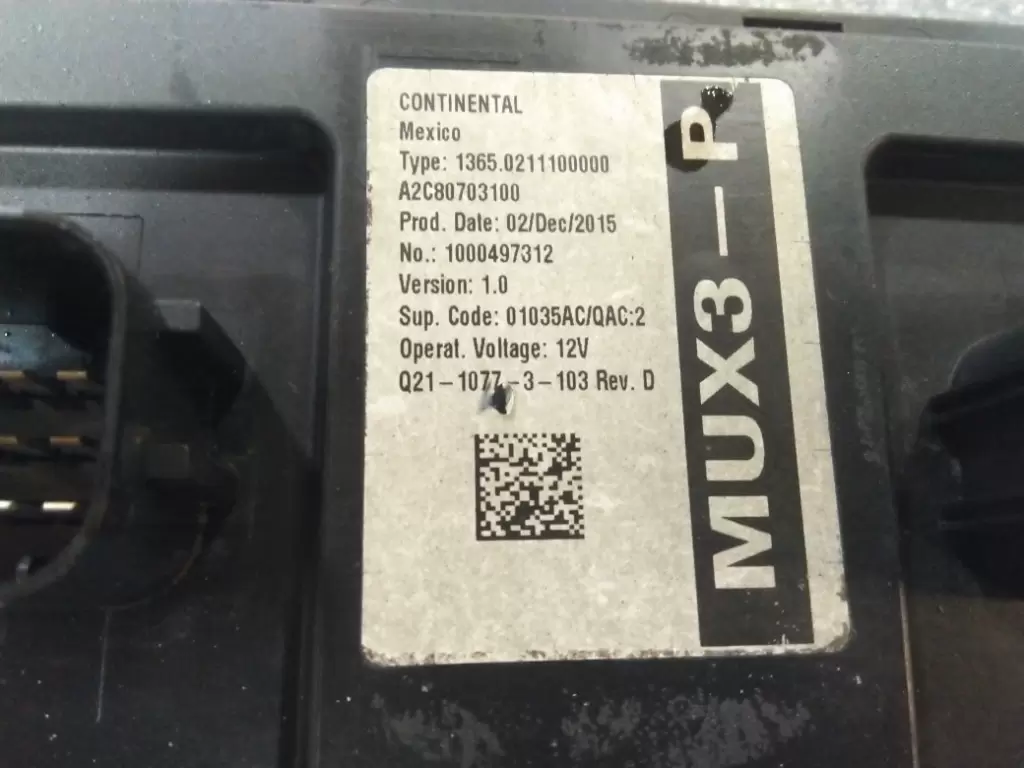 CONTINENTAL
Mexico
Type: 1365.0211100000
A2C80703100
Prod. Date: 02/Dec/2015
No.: 1000497312
Version: 1.0
Sup. Code: 01035AC/QAC:2
Operat. Voltage: 12V
Q21-1077-3-103 Rev. D
MUX3-P